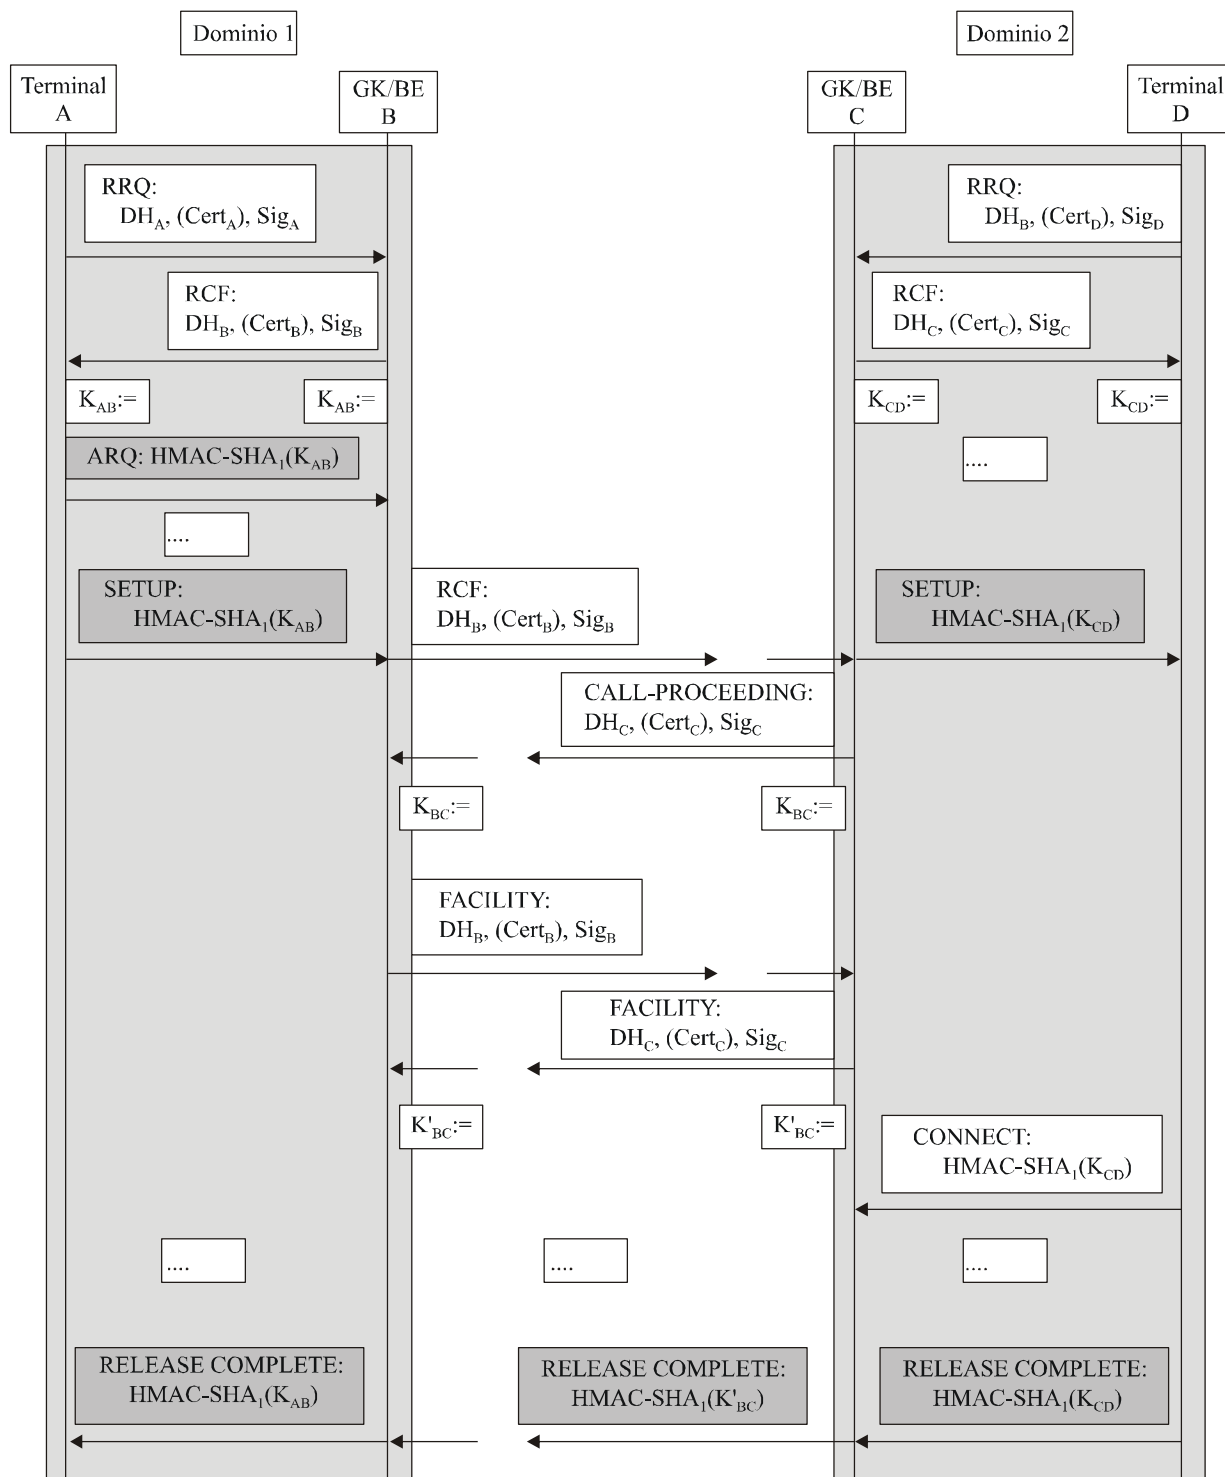 Dominio 1
Dominio 2
Terminal
A
GK/BE
B
GK/BE
C
Terminal
D
RRQ:
DH_A, (Cert_A), Sig_A
RRQ:
DH_B, (Cert_D), Sig_D
RCF:
DH_B, (Cert_B), Sig_B
RCF:
DH_C, (Cert_C), Sig_C
K_AB:=
K_AB:=
K_CD:=
K_CD:=
ARQ: HMAC-SHA_1(K_AB)
....
....
SETUP:
HMAC-SHA_1(K_AB)
RCF:
DH_B, (Cert_B), Sig_B
SETUP:
HMAC-SHA_1(K_CD)
CALL-PROCEEDING:
DH_C, (Cert_C), Sig_C
K_BC:=
K_BC:=
FACILITY:
DH_B, (Cert_B), Sig_B
FACILITY:
DH_C, (Cert_C), Sig_C
K'_BC:=
K'_BC:=
CONNECT:
HMAC-SHA_1(K_CD)
....
....
....
RELEASE COMPLETE:
HMAC-SHA_1(K_AB)
RELEASE COMPLETE:
HMAC-SHA_1(K'_BC)
RELEASE COMPLETE:
HMAC-SHA_1(K_CD)